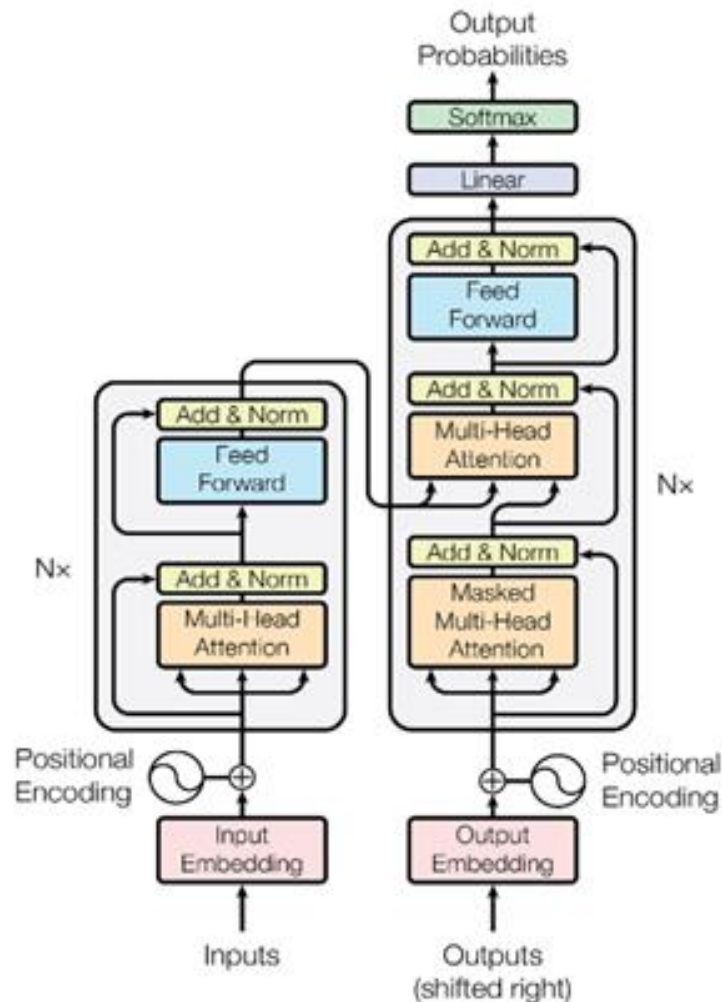 Output
Probabilities
Softmax
Linear
Add & Norm
Feed
Forward
Add & Norm
Multi-Head
Attention
Add & Norm
Masked
Multi-Head
Attention
N×
Add & Norm
Feed
Forward
Add & Norm
Multi-Head
Attention
N×
Positional
Encoding
Positional
Encoding
Input
Embedding
Output
Embedding
Inputs
Outputs
(shifted right)